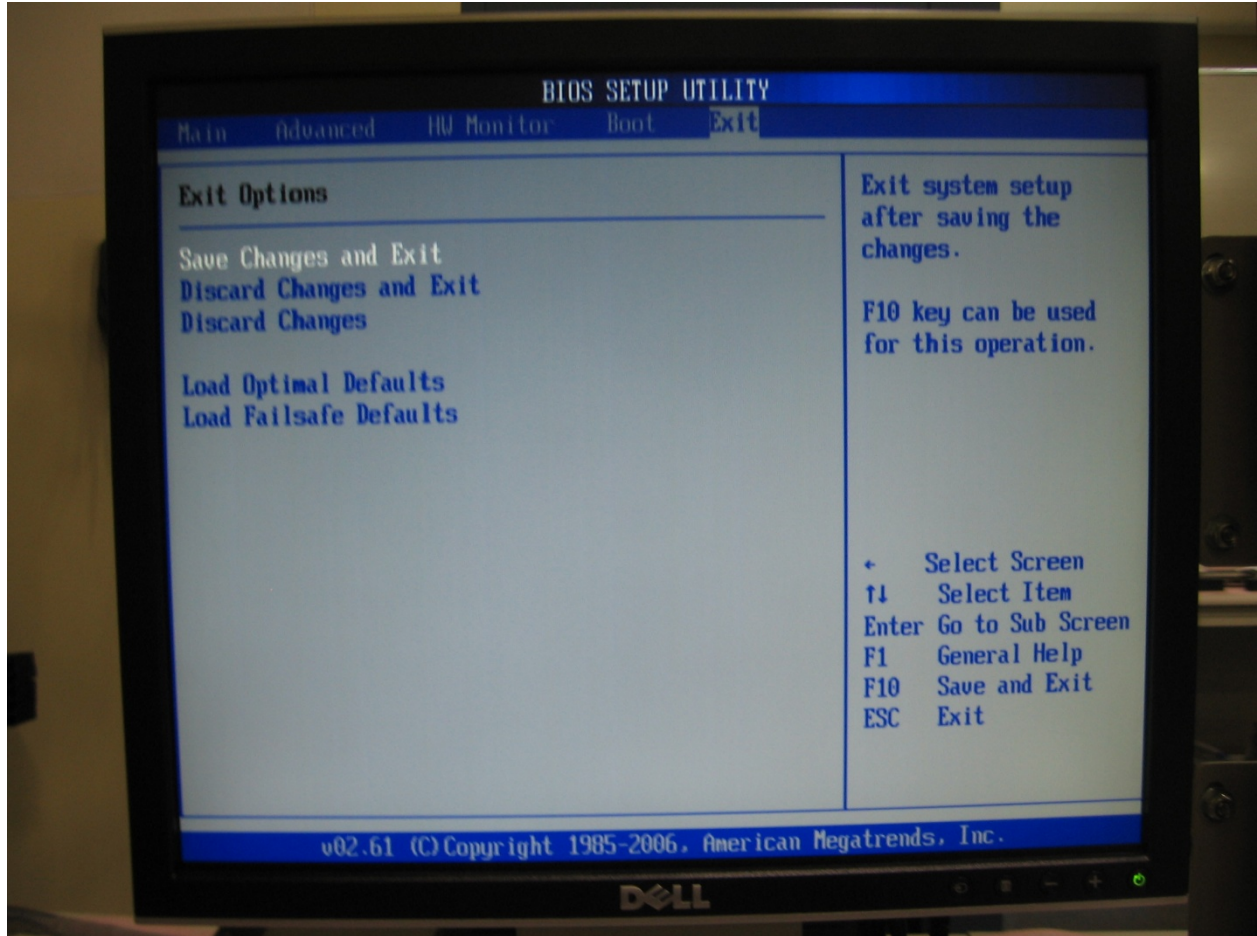 BIOS SETUP UTILITY
Main Advanced HW Monitor Boot Exit
Exit Options
Save Changes and Exit
Discard Changes and Exit
Discard Changes
Load Optimal Defaults
Load Failsafe Defaults
Exit system setup
after saving the
changes.
F10 key can be used
for this operation.
← Select Screen
↑↓ Select Item
Enter Go to Sub Screen
F1 General Help
F10 Save and Exit
ESC Exit
v02.61 (C)Copyright 1985-2006, American Megatrends, Inc.
DELL